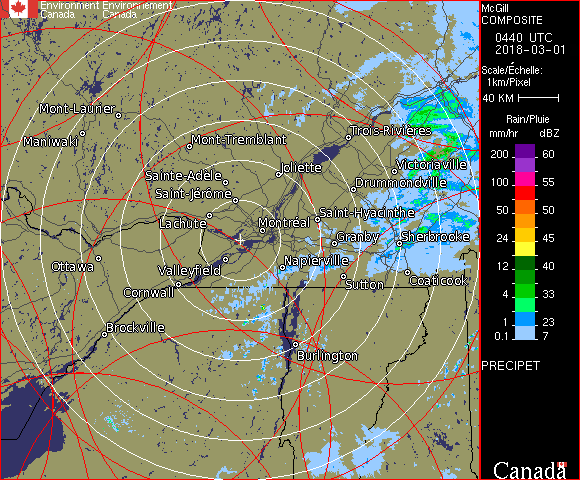 Environment Environnement
Canada Canada
McGill
COMPOSITE
0440 UTC
2018-03-01
Scale/Échelle:
1km/Pixel
40 KM
Rain/Pluie
mm/hr dBZ
200 60
150 57
100 55
50 50
24 45
12 40
4 33
1 23
0.1 7
PRECIPET
Canada
Mont-Laurier
Maniwaki
Mont-Tremblant
Trois-Rivières
Sainte-Adèle
Joliette
Victoriaville
Saint-Jérôme
Drummondville
Lachute
Montréal
Saint-Hyacinthe
Granby
Sherbrooke
Ottawa
Valleyfield
Napierville
Cornwall
Sutton
Coaticook
Brockville
Burlington